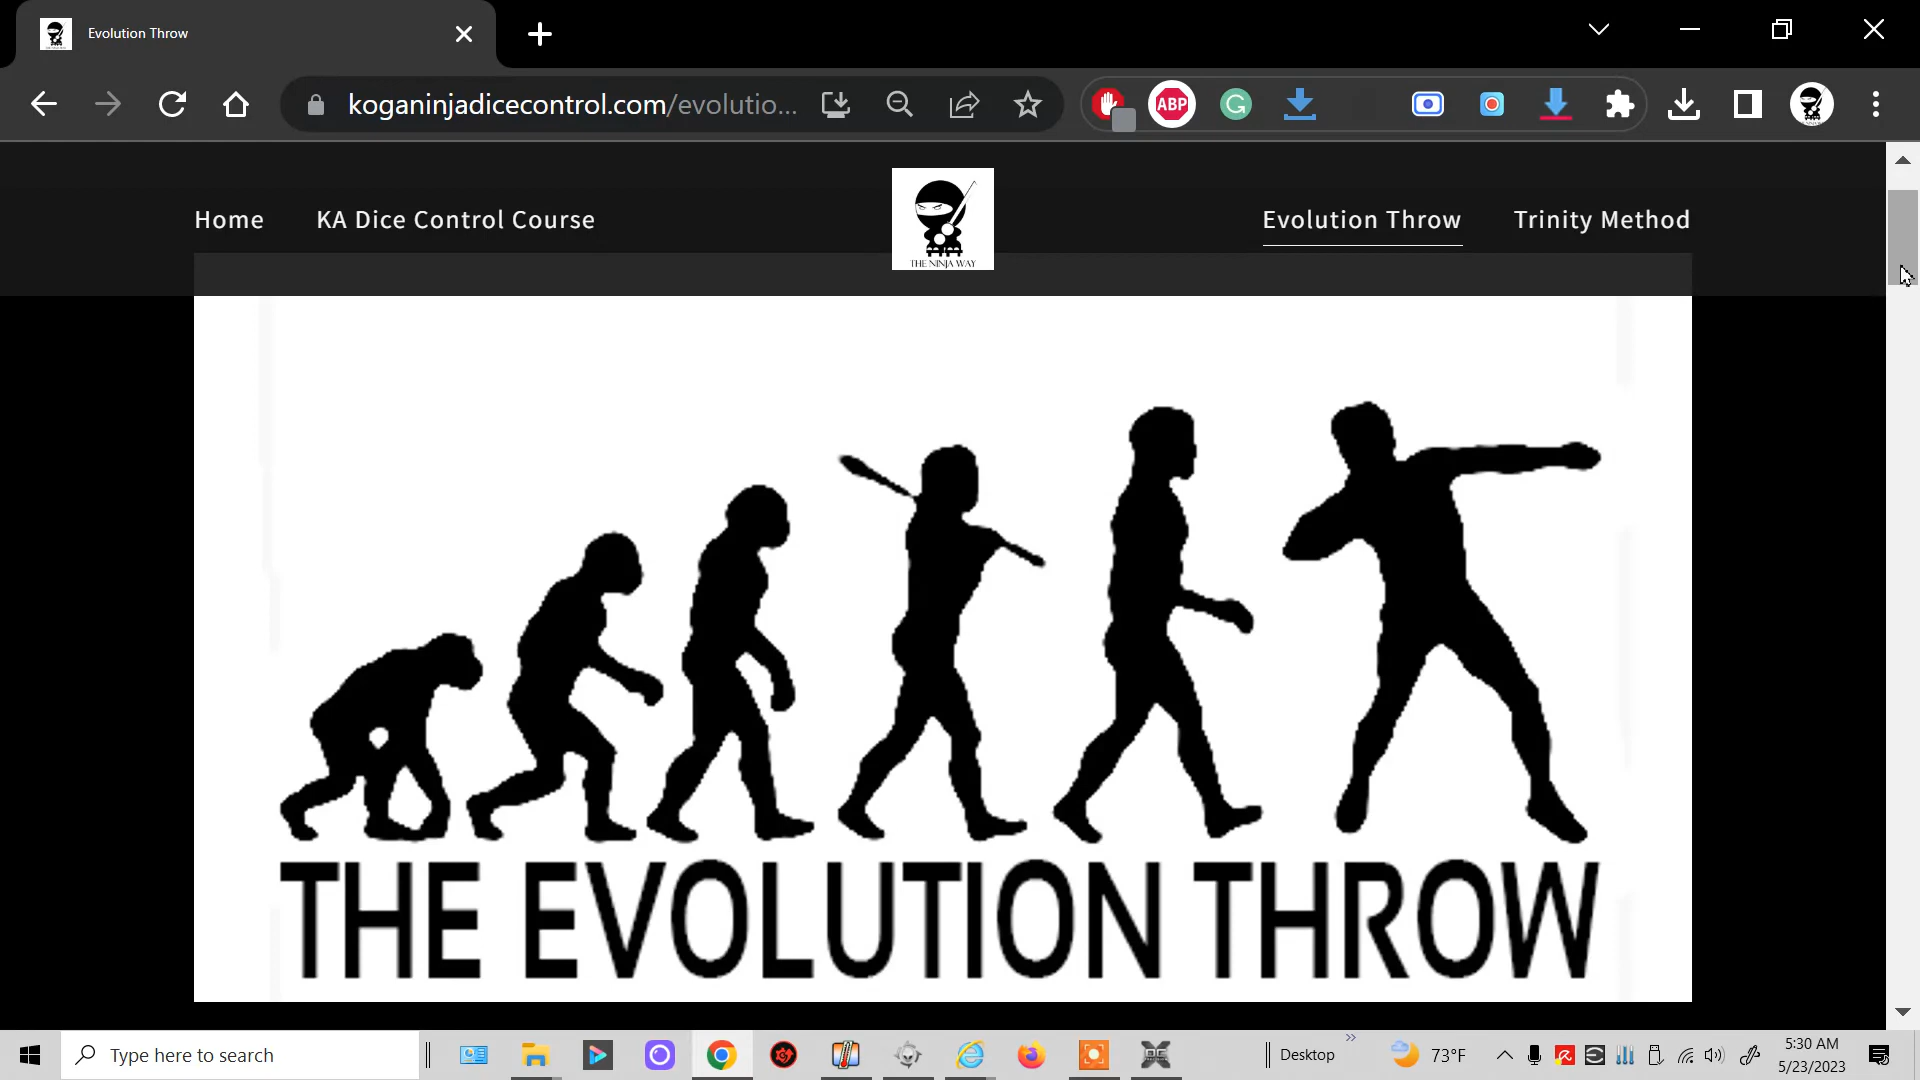 Evolution Throw
koganinjadicecontrol.com/evolutio...
ABP
Home
KA Dice Control Course
THE NINJA WAY
Evolution Throw
Trinity Method
THE EVOLUTION THROW
Type here to search
Desktop
73°F
5:30 AM
5/23/2023